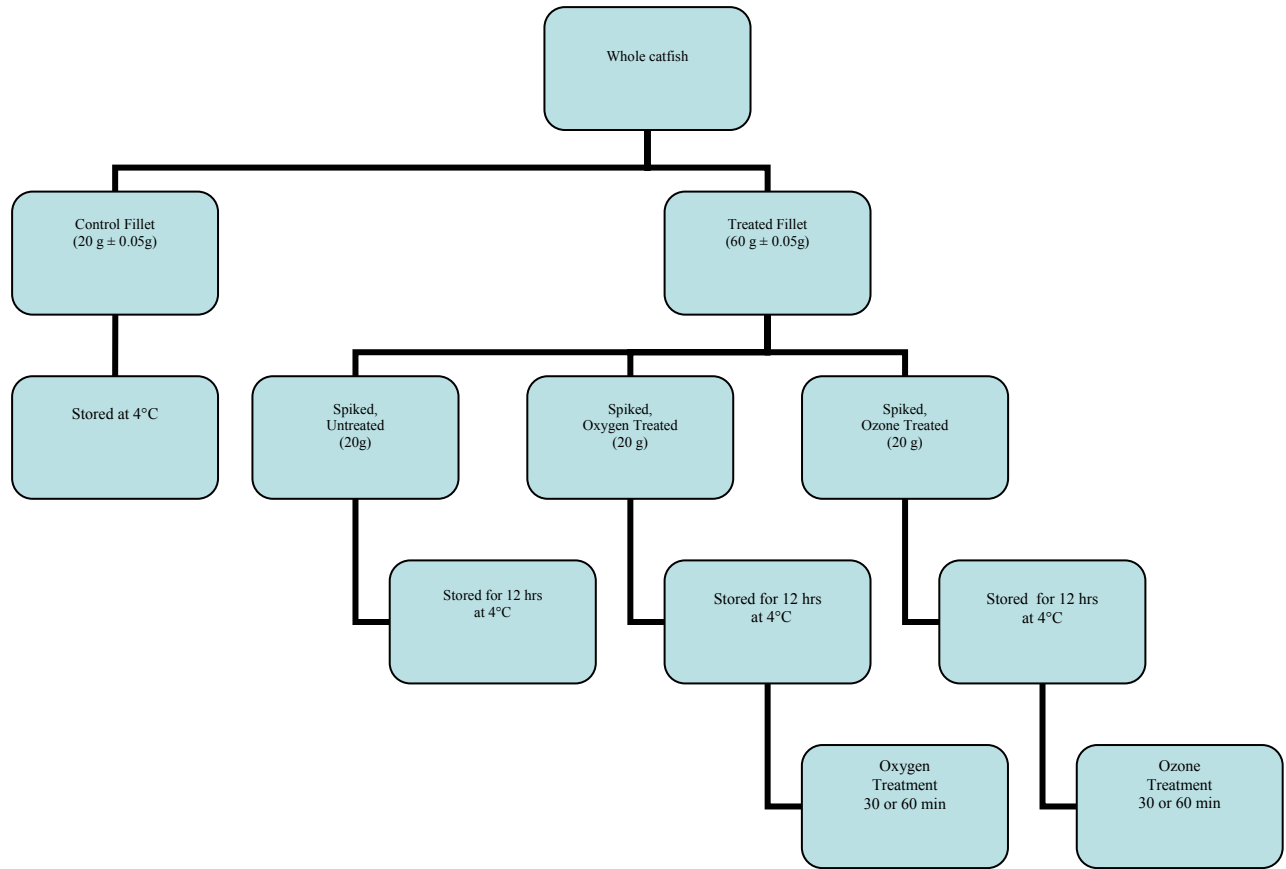 Whole catfish
Control Fillet
(20 g ± 0.05g)
Treated Fillet
(60 g ± 0.05g)
Stored at 4°C
Spiked,
Untreated
(20g)
Spiked,
Oxygen Treated
(20 g)
Spiked,
Ozone Treated
(20 g)
Stored for 12 hrs
at 4°C
Stored for 12 hrs
at 4°C
Stored for 12 hrs
at 4°C
Oxygen
Treatment
30 or 60 min
Ozone
Treatment
30 or 60 min